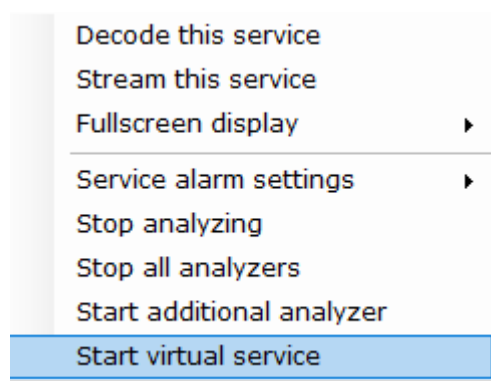 Decode this service
Stream this service
Fullscreen display
Service alarm settings
Stop analyzing
Stop all analyzers
Start additional analyzer
Start virtual service